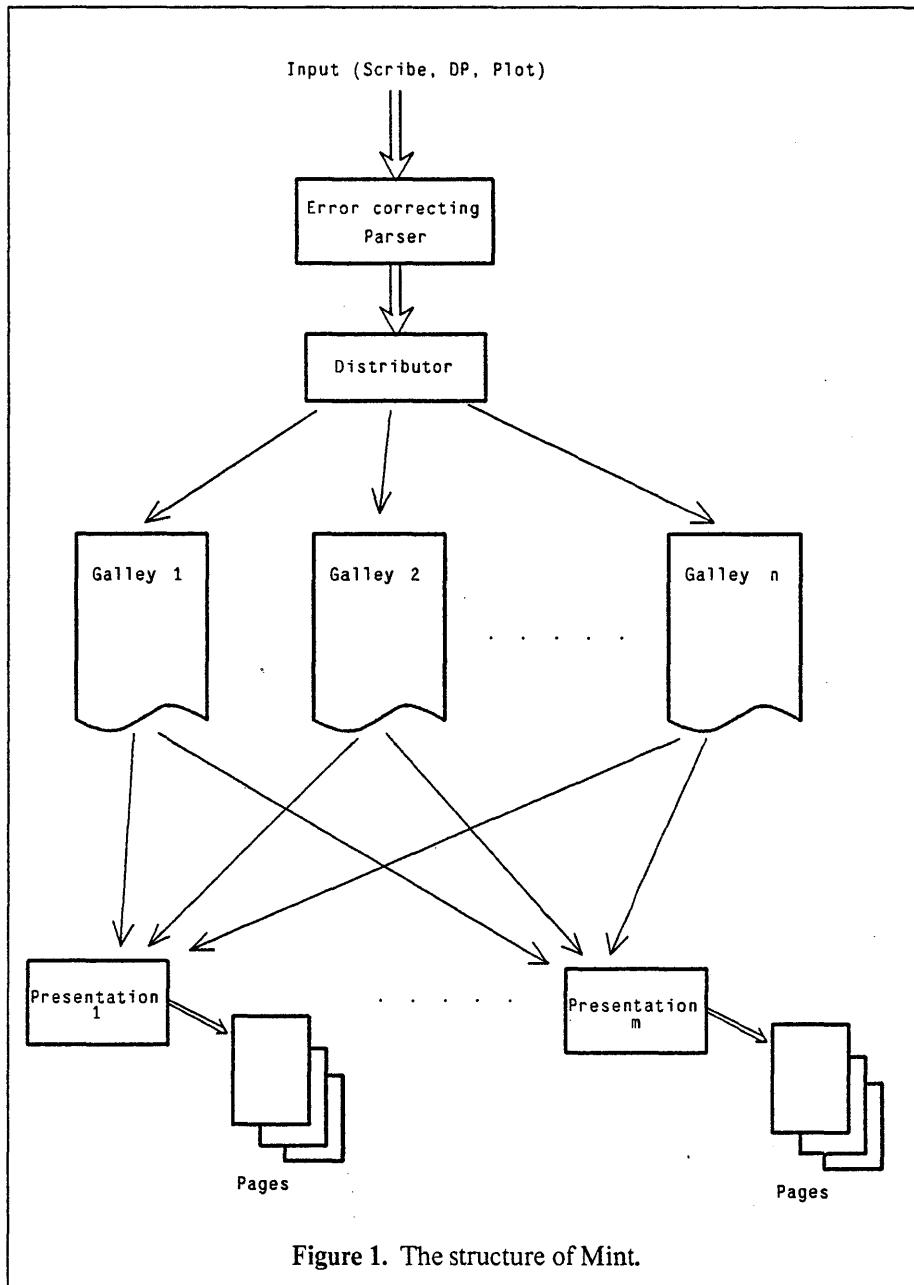 Input (Scribe, DP, Plot)
Error correcting
Parser
Distributor
Galley 1
Galley 2
Galley n
. . . . .
Presentation
1
. . . . .
Presentation
m
Pages
Pages
Figure 1. The structure of Mint.